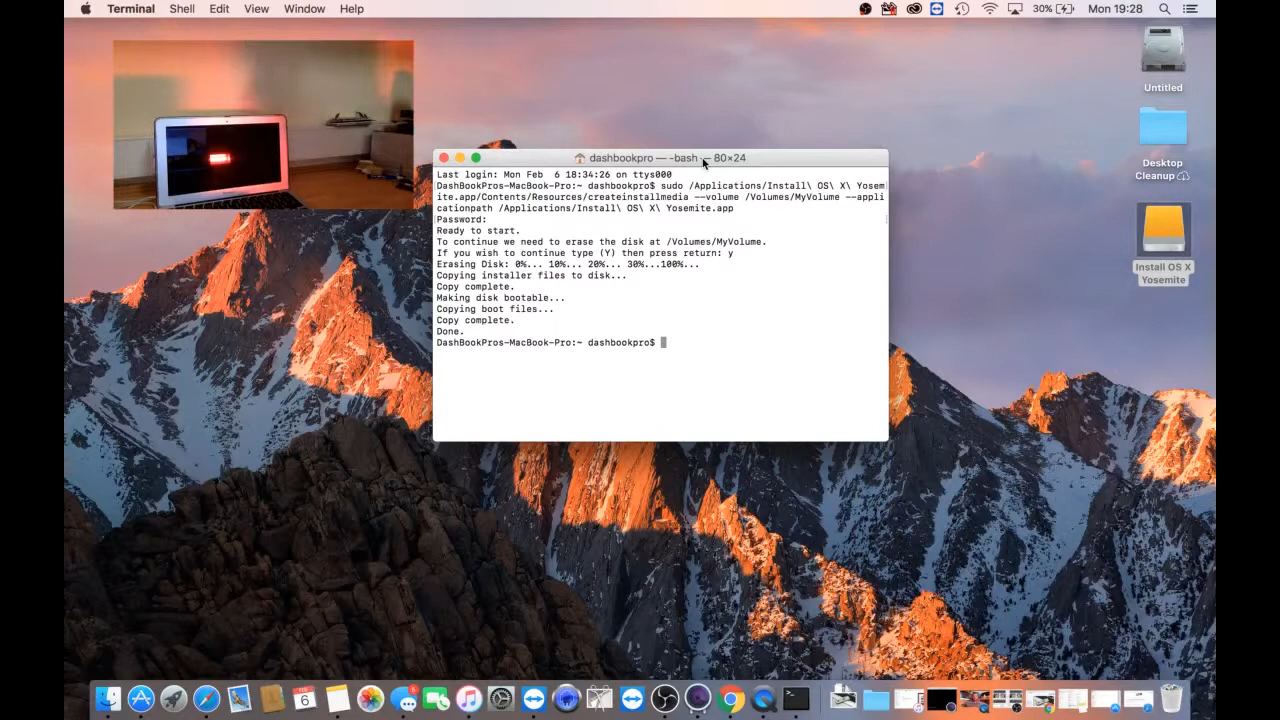 Terminal Shell Edit View Window Help 30% Mon 19:28
Untitled
Desktop
Cleanup
Install OS X
Yosemite
dashbookpro — -bash — 80×24
Last login: Mon Feb  6 18:34:26 on ttys000
[DashBookPros-MacBook-Pro:~ dashbookpro$ sudo /Applications/Install\ OS\ X\ Yosem]
ite.app/Contents/Resources/createinstallmedia --volume /Volumes/MyVolume --appli
cationpath /Applications/Install\ OS\ X\ Yosemite.app
[Password: ]
Ready to start.
To continue we need to erase the disk at /Volumes/MyVolume.
If you wish to continue type (Y) then press return: y
Erasing Disk: 0%... 10%... 20%... 30%...100%...
Copying installer files to disk...
Copy complete.
Making disk bootable...
Copying boot files...
Copy complete.
Done.
DashBookPros-MacBook-Pro:~ dashbookpro$